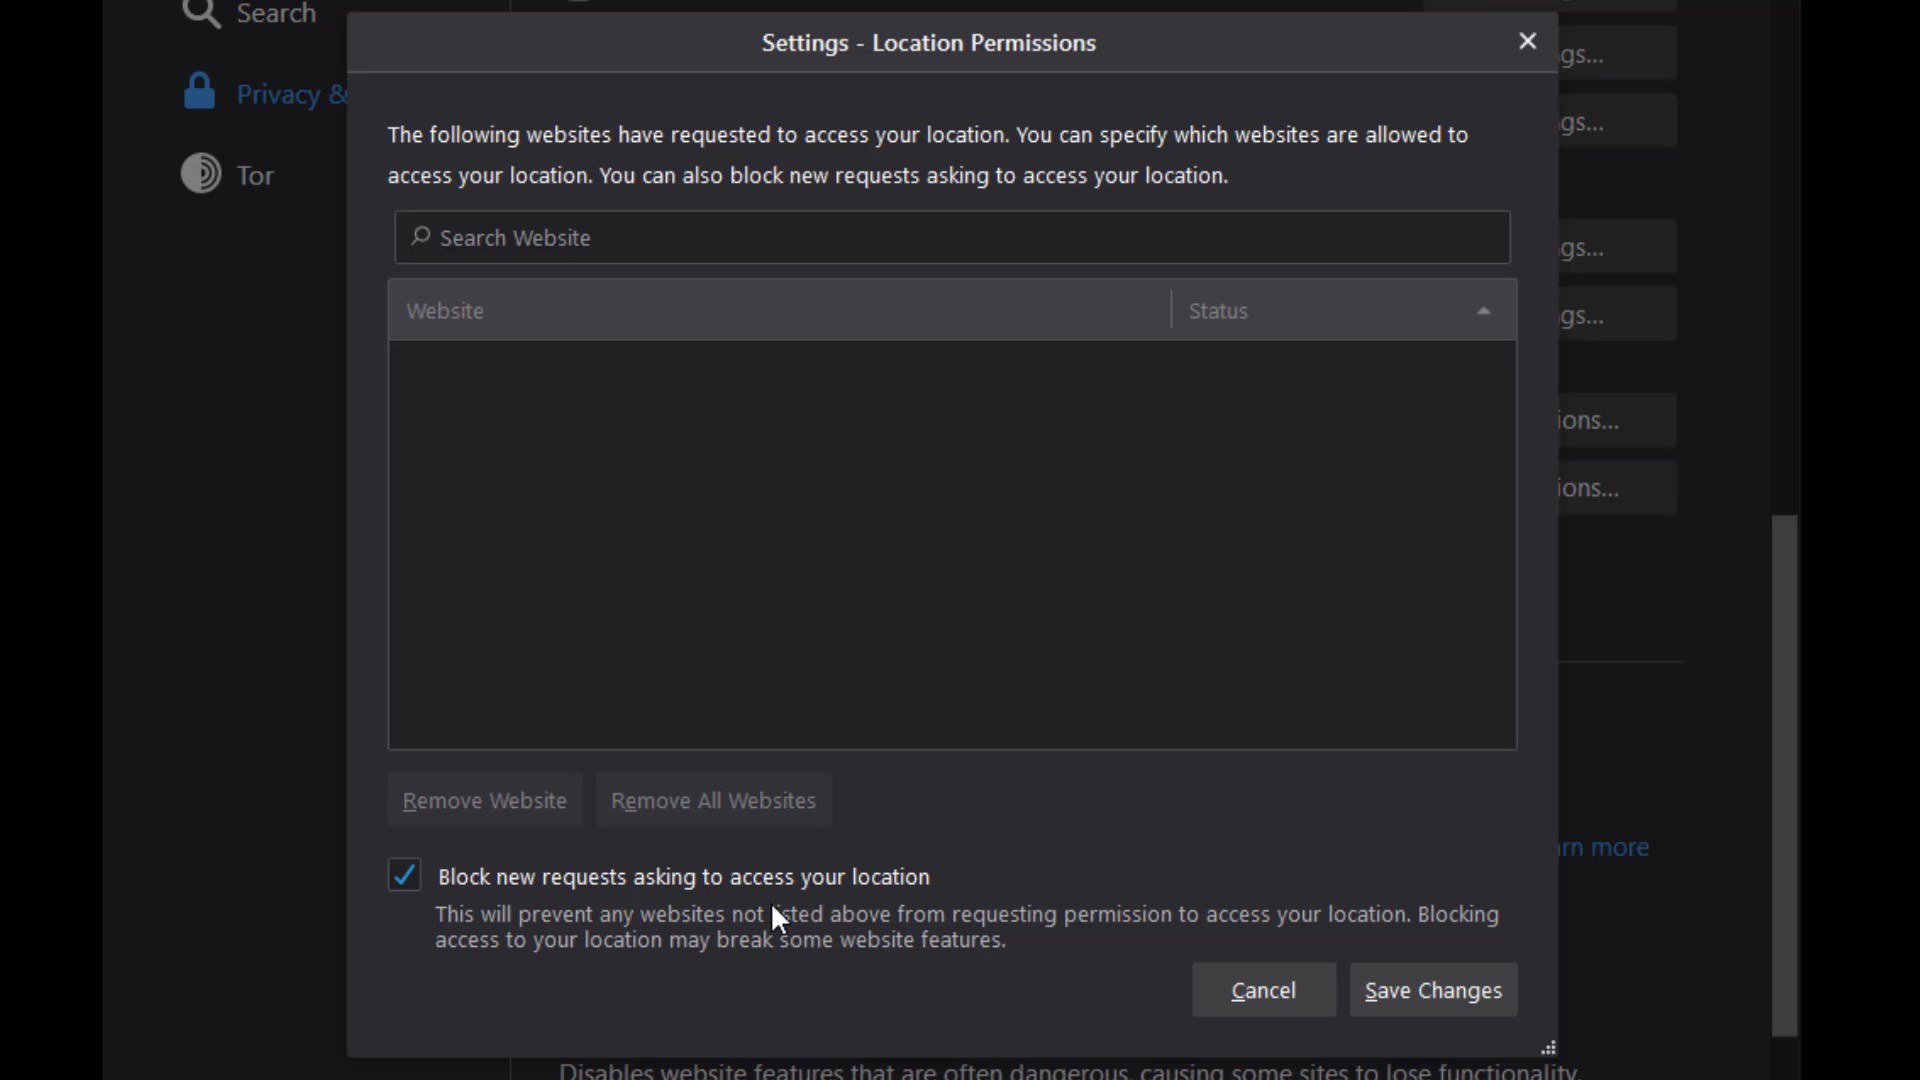 Search
Settings - Location Permissions
gs...
Privacy &
The following websites have requested to access your location. You can specify which websites are allowed to
access your location. You can also block new requests asking to access your location.
gs...
Tor
Search Website
gs...
Website Status
gs...
ions...
ions...
Remove Website Remove All Websites
rn more
Block new requests asking to access your location
This will prevent any websites not listed above from requesting permission to access your location. Blocking
access to your location may break some website features.
Cancel Save Changes
Disables website features that are often dangerous, causing some sites to lose functionality.